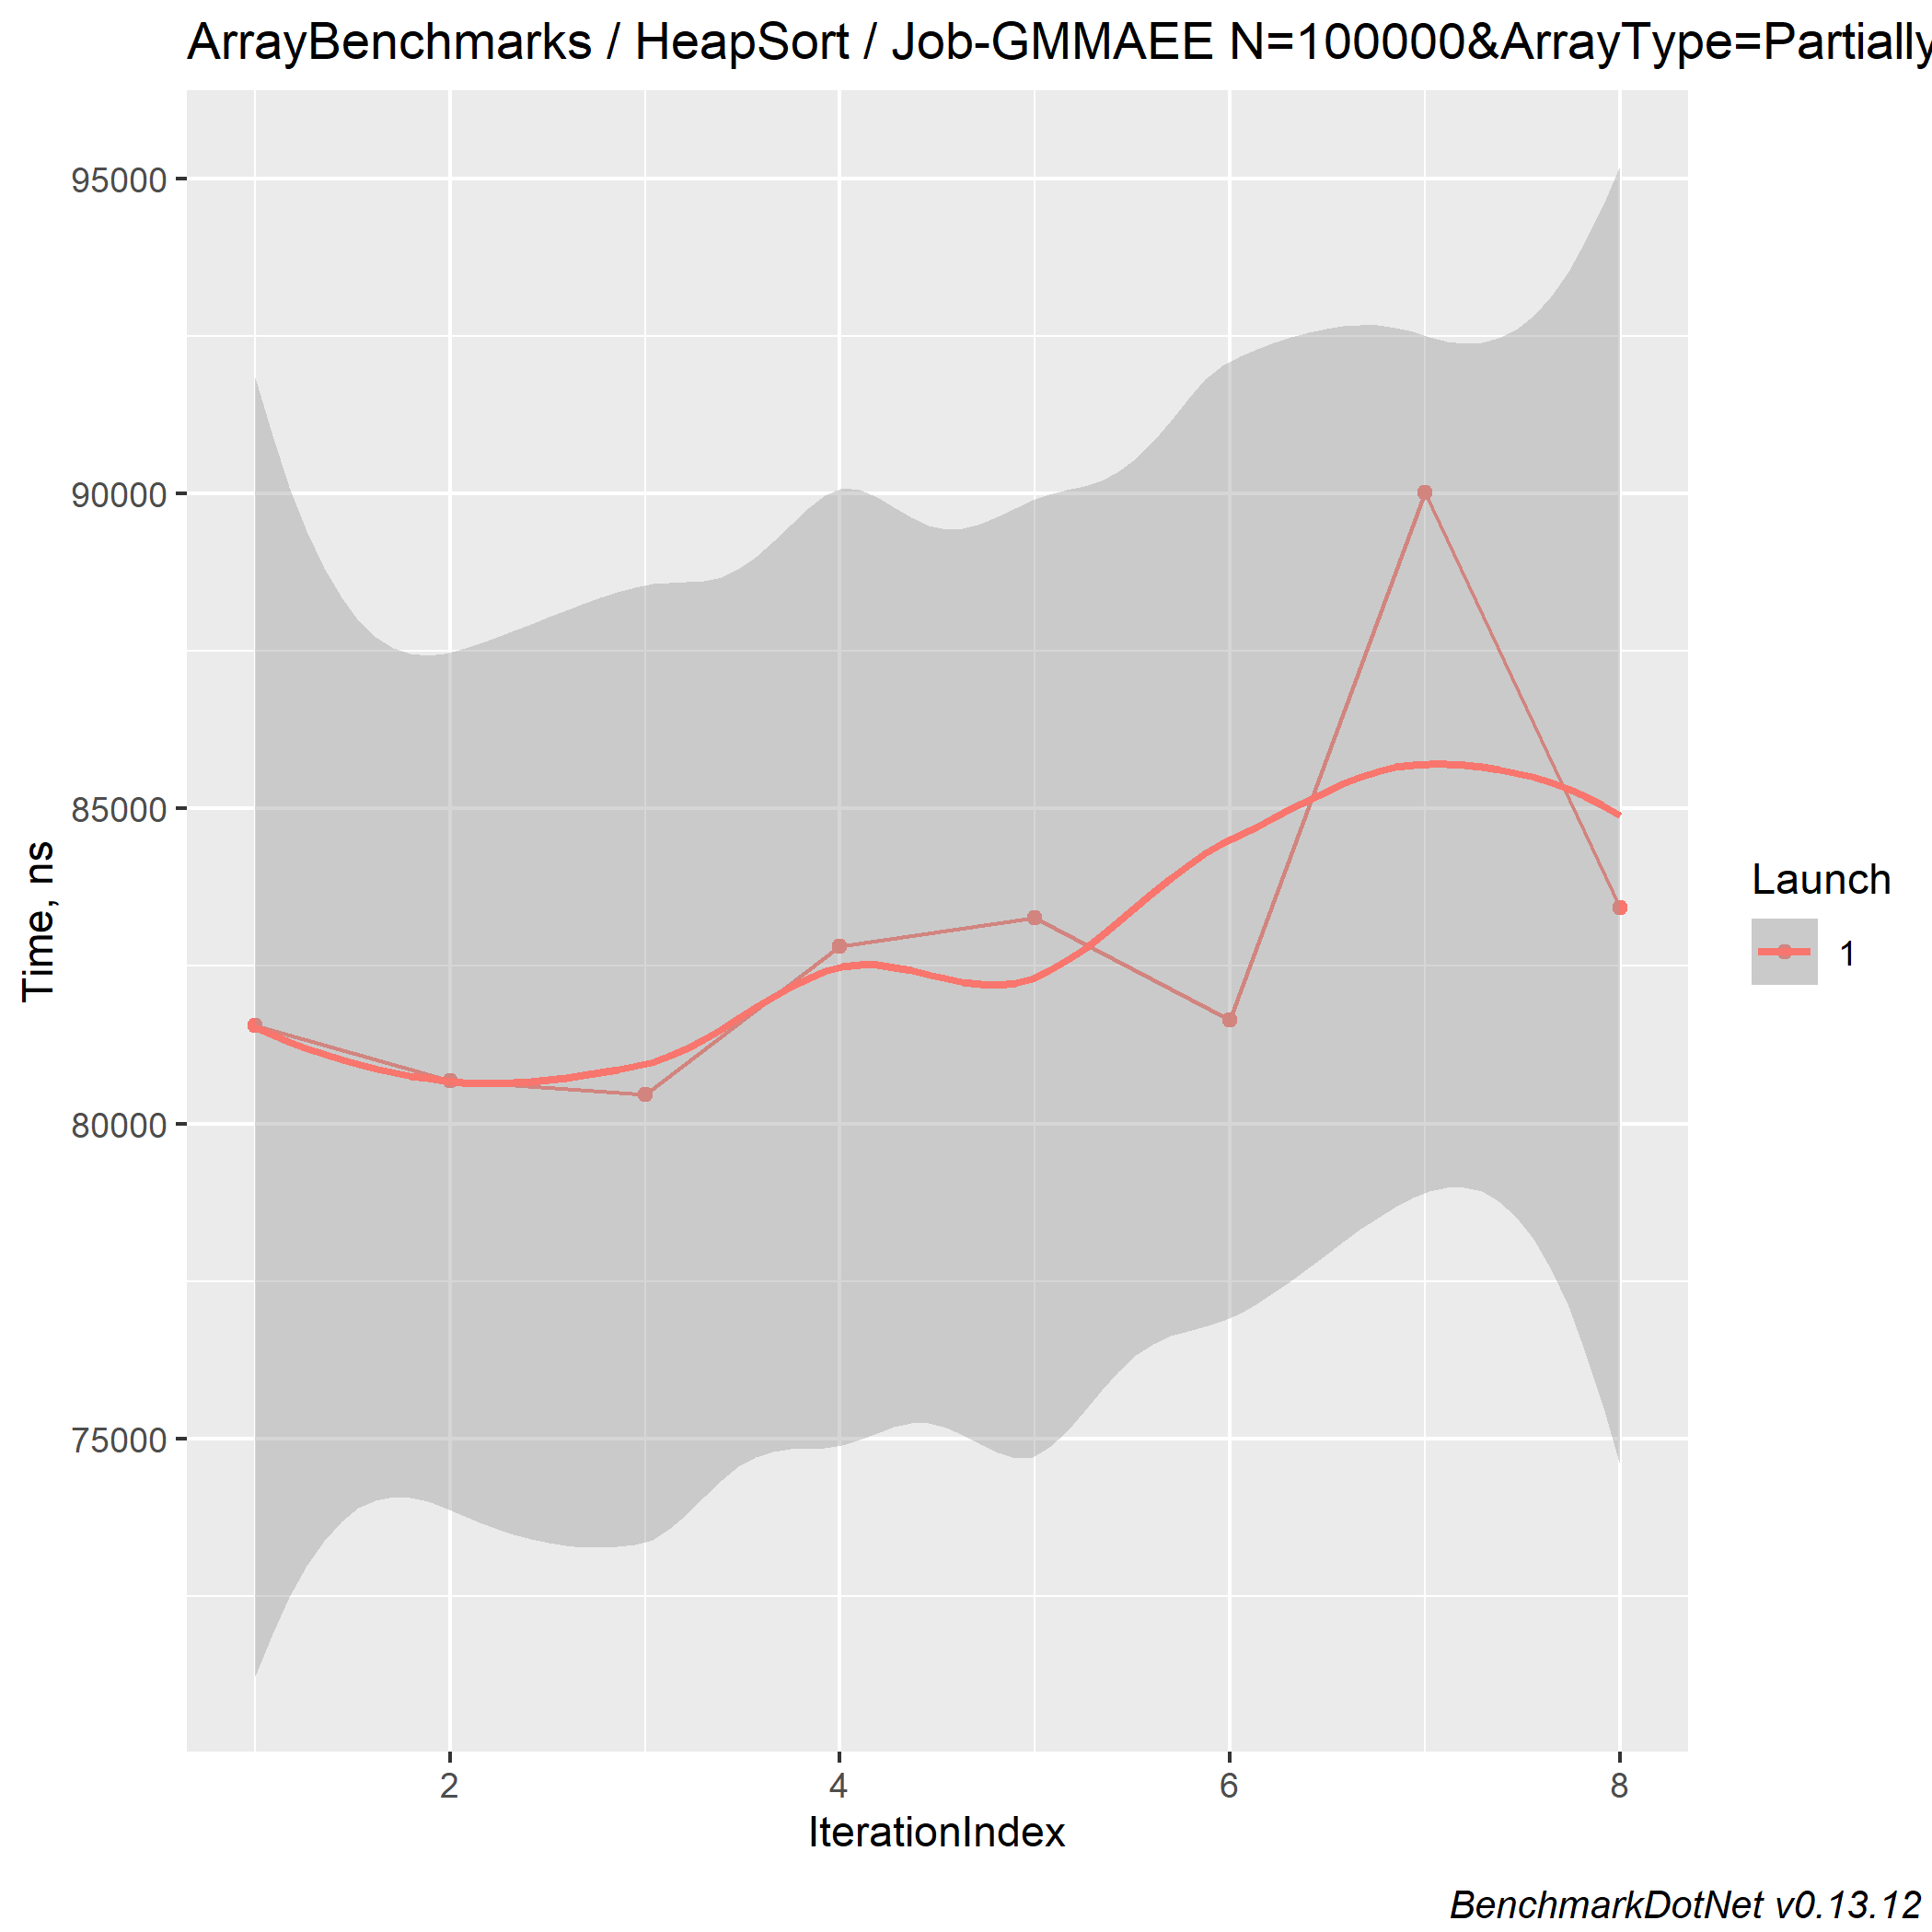 ArrayBenchmarks / HeapSort / Job-GMMAEE N=100000&ArrayType=Partially
95000
90000
85000
80000
75000
Time, ns
2 4 6 8
IterationIndex
Launch
1
BenchmarkDotNet v0.13.12